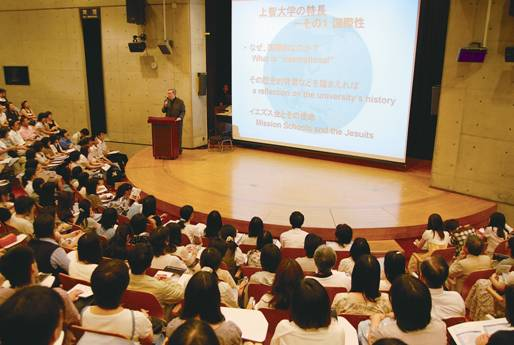 上智大学の特長
ーその1 国際性
・なぜ、国際的なのか?
What is "international"
その歴史的背景などを踏まえれば
a reflection on the university's history
・イエズス会とその使命
Mission Schools and the Jesuits